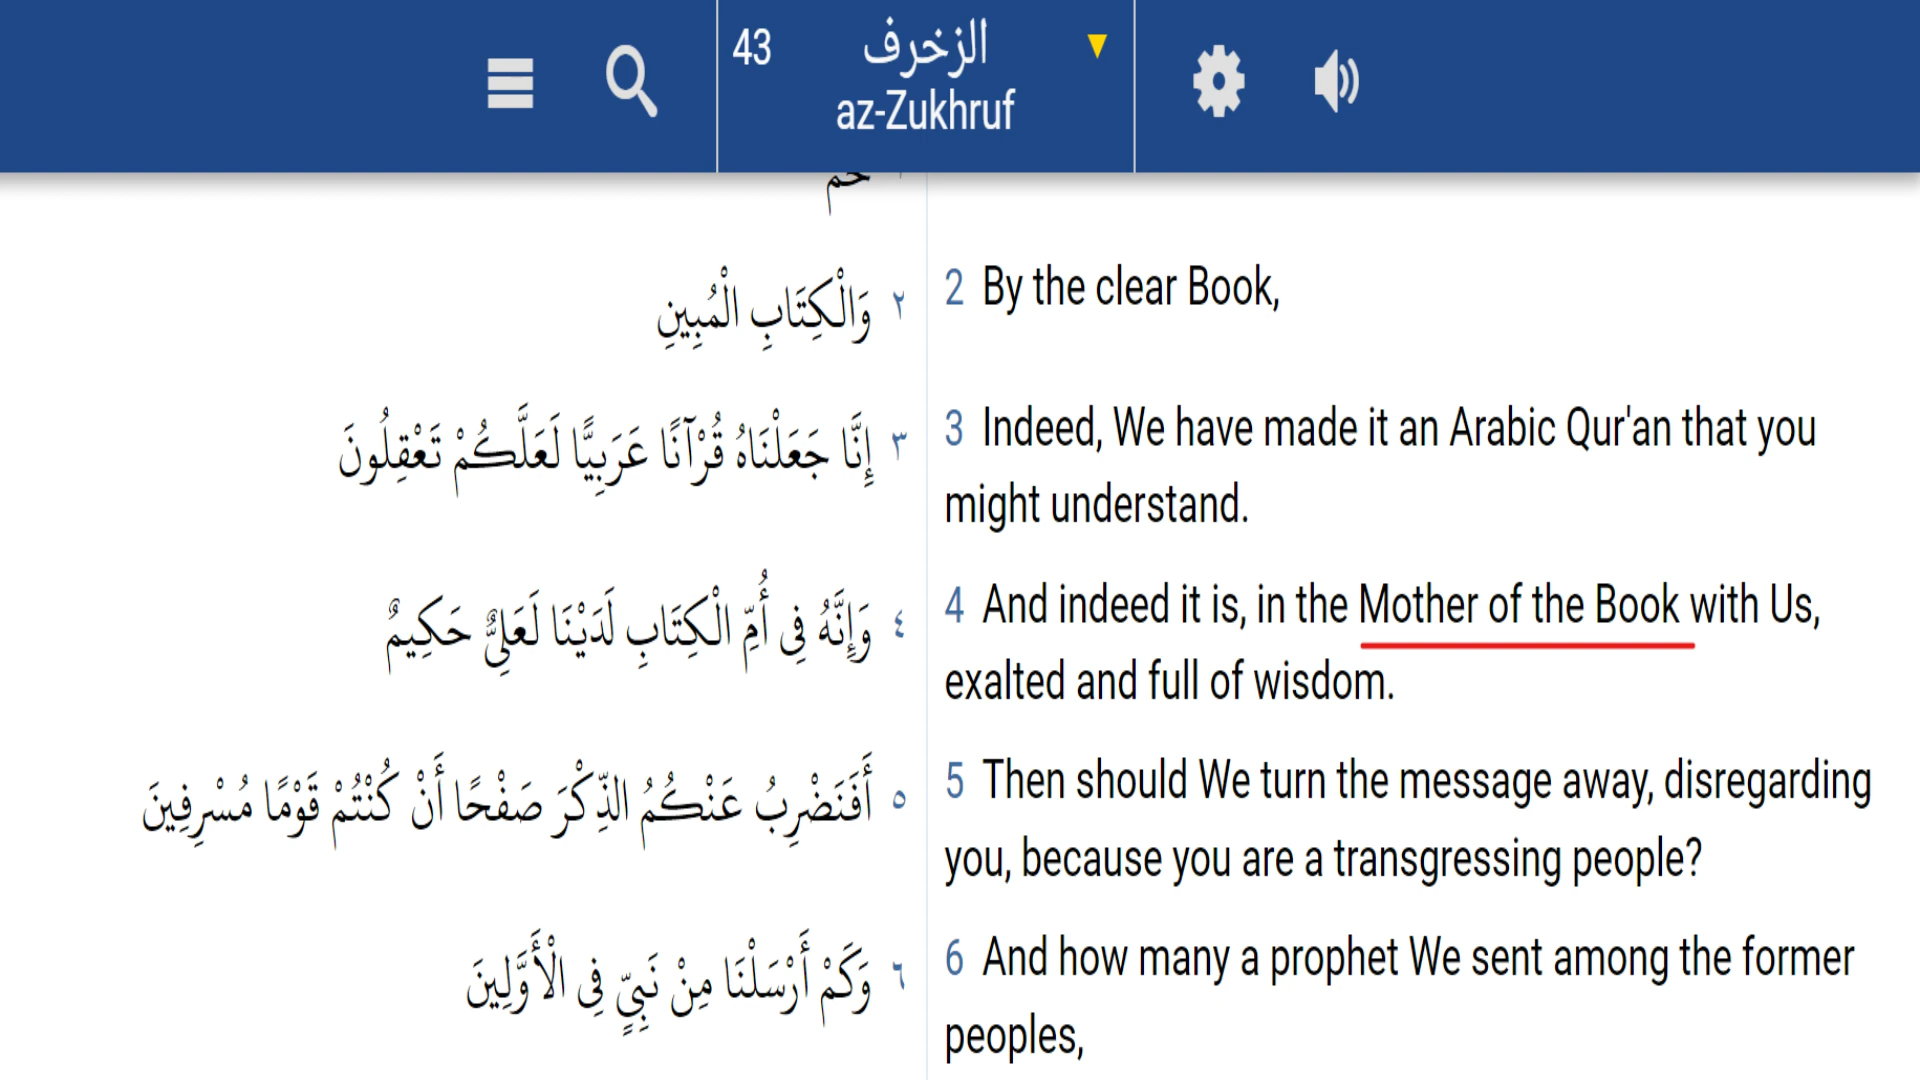 43
الزخرف
az-Zukhruf
٢ وَالْكِتَابِ الْمُبِينِ
2 By the clear Book,
٣ إِنَّا جَعَلْنَاهُ قُرْآنًا عَرَبِيًّا لَعَلَّكُمْ تَعْقِلُونَ
3 Indeed, We have made it an Arabic Qur'an that you
might understand.
٤ وَإِنَّهُ فِى أُمِّ الْكِتَابِ لَدَيْنَا لَعَلِىٌّ حَكِيمٌ
4 And indeed it is, in the Mother of the Book with Us,
exalted and full of wisdom.
٥ أَفَنَضْرِبُ عَنْكُمُ الذِّكْرَ صَفْحًا أَنْ كُنْتُمْ قَوْمًا مُسْرِفِينَ
5 Then should We turn the message away, disregarding
you, because you are a transgressing people?
٦ وَكَمْ أَرْسَلْنَا مِنْ نَبِىٍّ فِى الْأَوَّلِينَ
6 And how many a prophet We sent among the former
peoples,